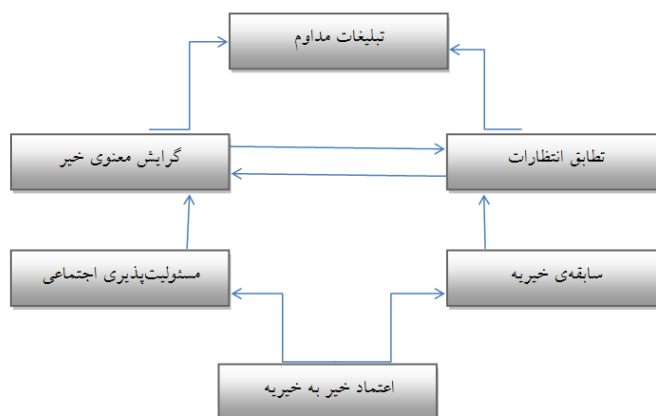 تبلیغات مداوم
تطابق انتظارات
گرایش معنوی خیر
سابقه‌ی خیریه
مسئولیت‌پذیری اجتماعی
اعتماد خیر به خیریه